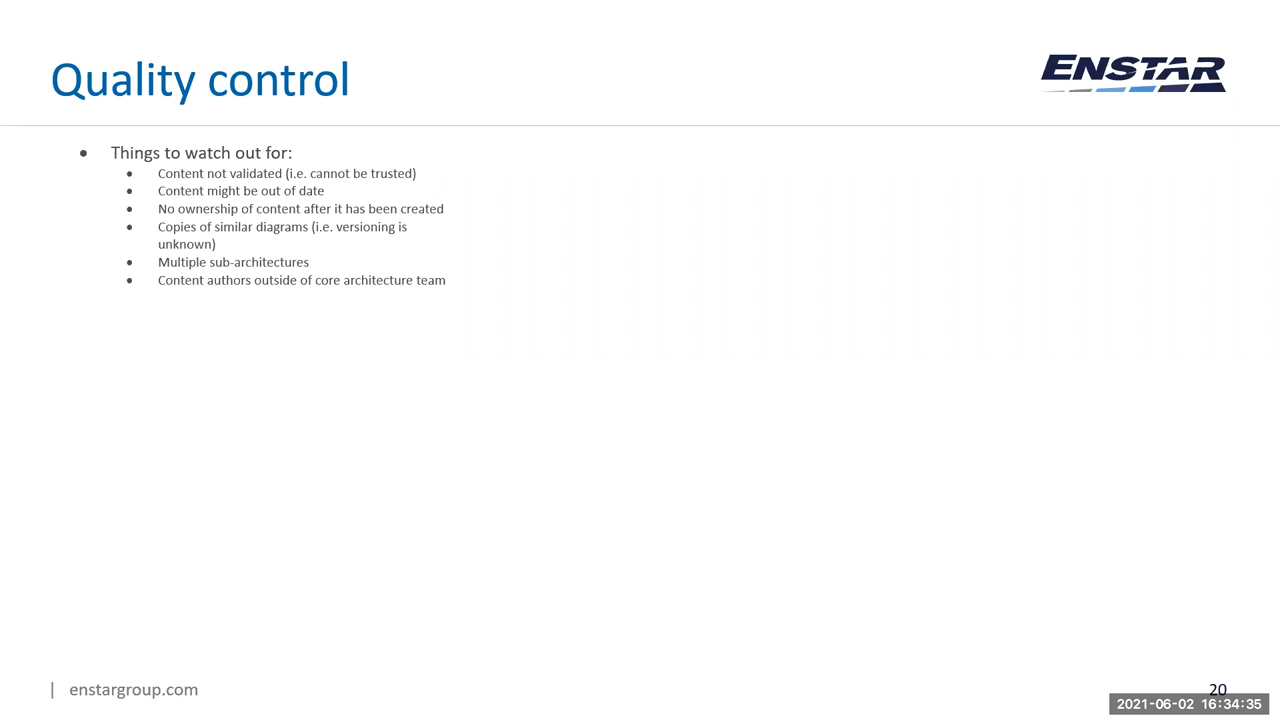 Quality control
ENSTAR
• Things to watch out for:
• Content not validated (i.e. cannot be trusted)
• Content might be out of date
• No ownership of content after it has been created
• Copies of similar diagrams (i.e. versioning is
unknown)
• Multiple sub-architectures
• Content authors outside of core architecture team
| enstargroup.com
20
2021-06-02 16:34:35